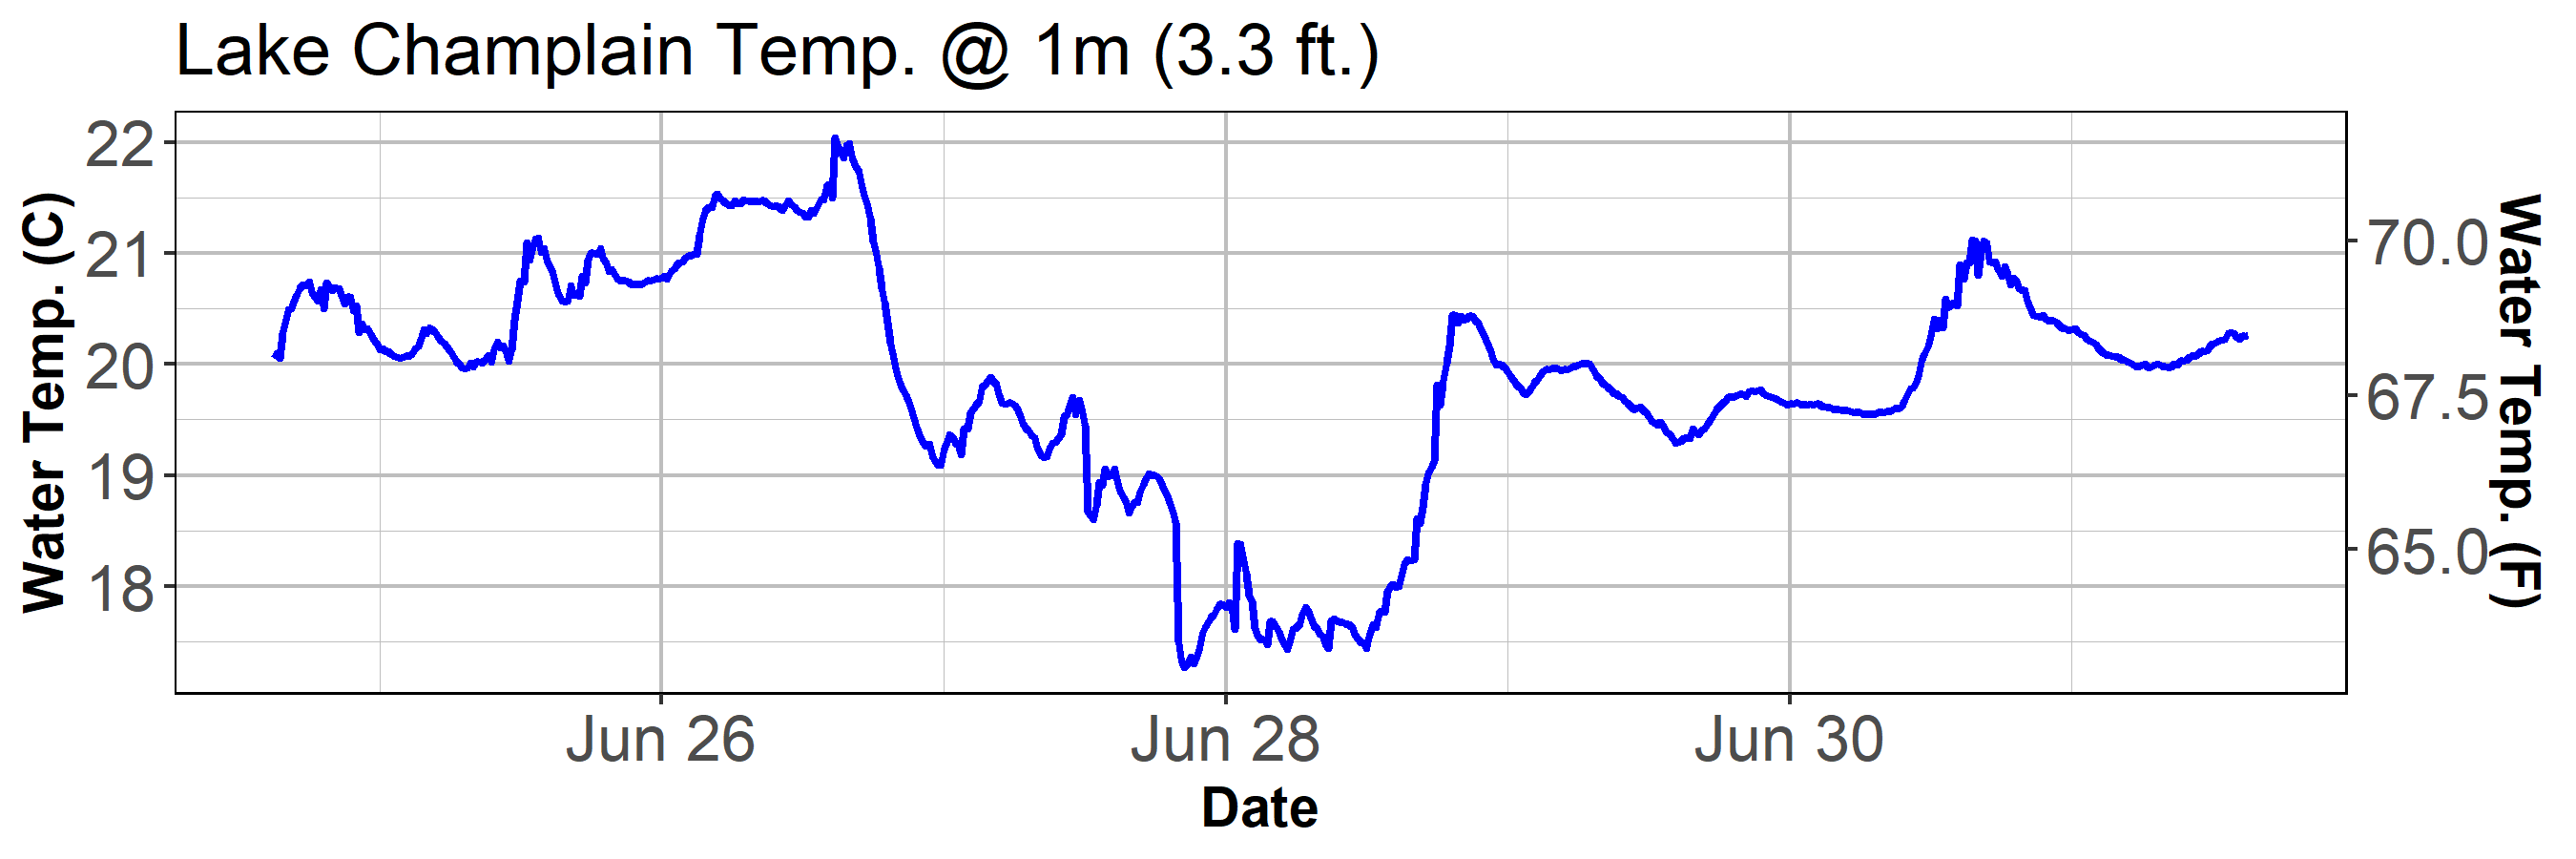 Lake Champlain Temp. @ 1m (3.3 ft.)
Water Temp. (C)
22
21
20
19
18
70.0
67.5
65.0
Water Temp. (F)
Jun 26
Jun 28
Jun 30
Date